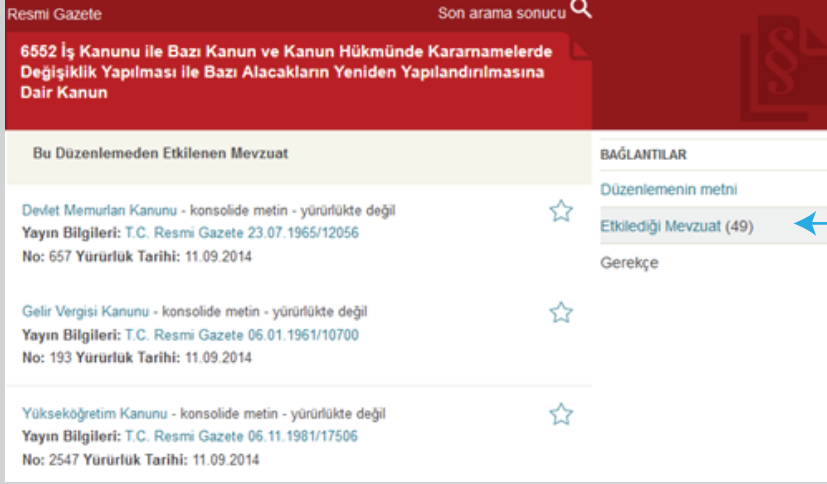 Resmi Gazete
Son arama sonucu
6552 İş Kanunu ile Bazı Kanun ve Kanun Hükmünde Kararnamelerde
Değişiklik Yapılması ile Bazı Alacakların Yeniden Yapılandırılmasına
Dair Kanun
Bu Düzenlemeden Etkilenen Mevzuat
Devlet Memurları Kanunu - konsolide metin - yürürlükte değil
Yayın Bilgileri: T.C. Resmi Gazete 23.07.1965/12056
No: 657 Yürürlük Tarihi: 11.09.2014
Gelir Vergisi Kanunu - konsolide metin - yürürlükte değil
Yayın Bilgileri: T.C. Resmi Gazete 06.01.1961/10700
No: 193 Yürürlük Tarihi: 11.09.2014
Yükseköğretim Kanunu - konsolide metin - yürürlükte değil
Yayın Bilgileri: T.C. Resmi Gazete 06.11.1981/17506
No: 2547 Yürürlük Tarihi: 11.09.2014
§
BAĞLANTILAR
Düzenlemenin metni
Etkilediği Mevzuat (49)
Gerekçe